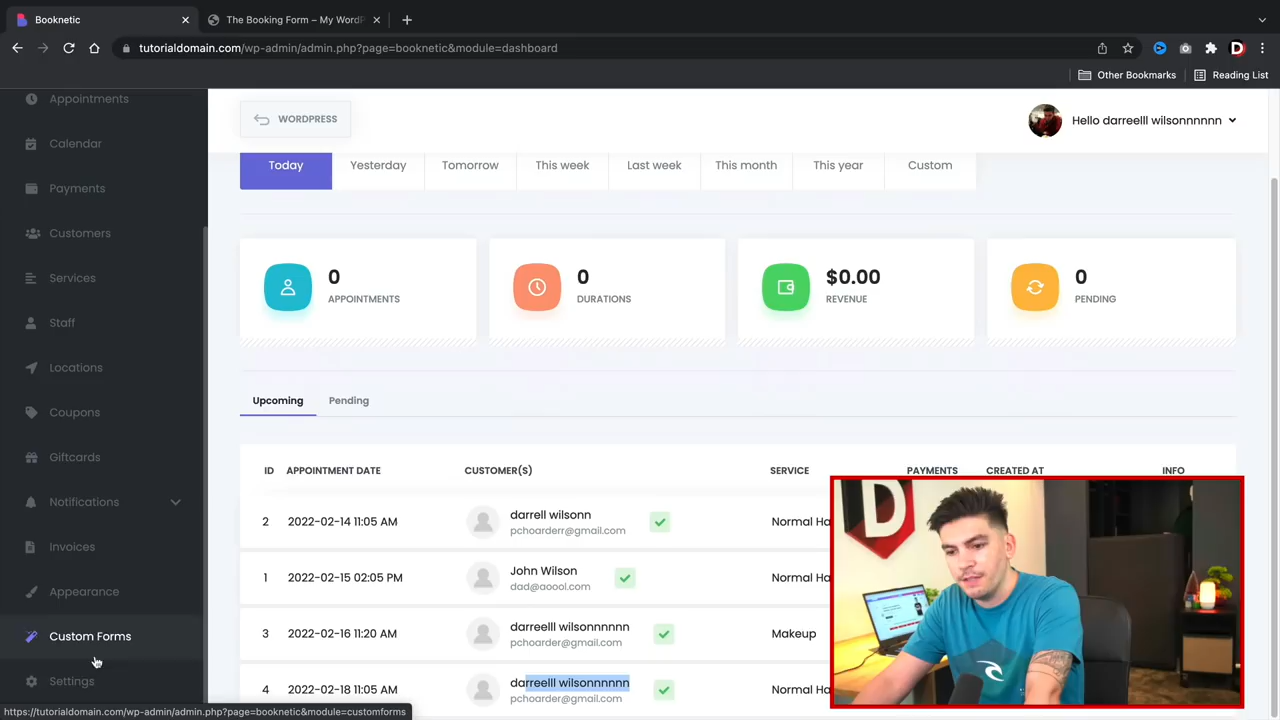 Booknetic
The Booking Form – My WordP
tutorialdomain.com/wp-admin/admin.php?page=booknetic&module=dashboard
D
Other Bookmarks
Reading List
Appointments
Calendar
Payments
Customers
Services
Staff
Locations
Coupons
Giftcards
Notifications
Invoices
Appearance
Custom Forms
Settings
https://tutorialdomain.com/wp-admin/admin.php?page=booknetic&module=customforms
WORDPRESS
Hello darreelll wilsonnnnnn
Today
Yesterday
Tomorrow
This week
Last week
This month
This year
Custom
0
APPOINTMENTS
0
DURATIONS
$0.00
REVENUE
0
PENDING
Upcoming
Pending
ID APPOINTMENT DATE CUSTOMER(S) SERVICE PAYMENTS CREATED AT INFO
2 2022-02-14 11:05 AM darrell wilsonn Normal Ha
pchoarderr@gmail.com
1 2022-02-15 02:05 PM John Wilson Normal Ha
dad@aoool.com
3 2022-02-16 11:20 AM darreelll wilsonnnnnn Makeup
pchoarder@gmail.com
4 2022-02-18 11:05 AM darreelll wilsonnnnnn Normal Ha
pchoarder@gmail.com
D